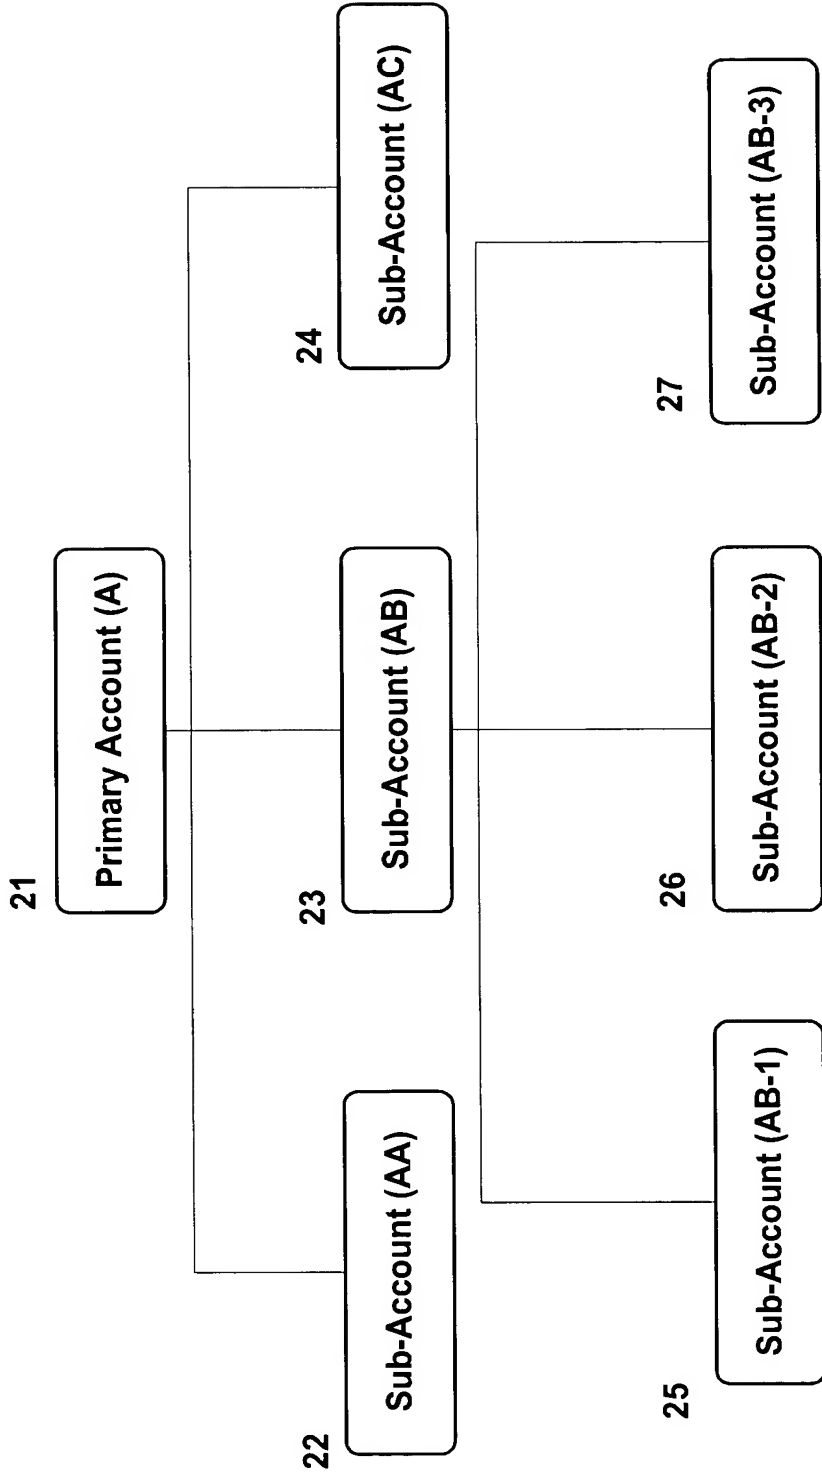 21
Primary Account (A)
22
Sub-Account (AA)
23
Sub-Account (AB)
24
Sub-Account (AC)
25
Sub-Account (AB-1)
26
Sub-Account (AB-2)
27
Sub-Account (AB-3)